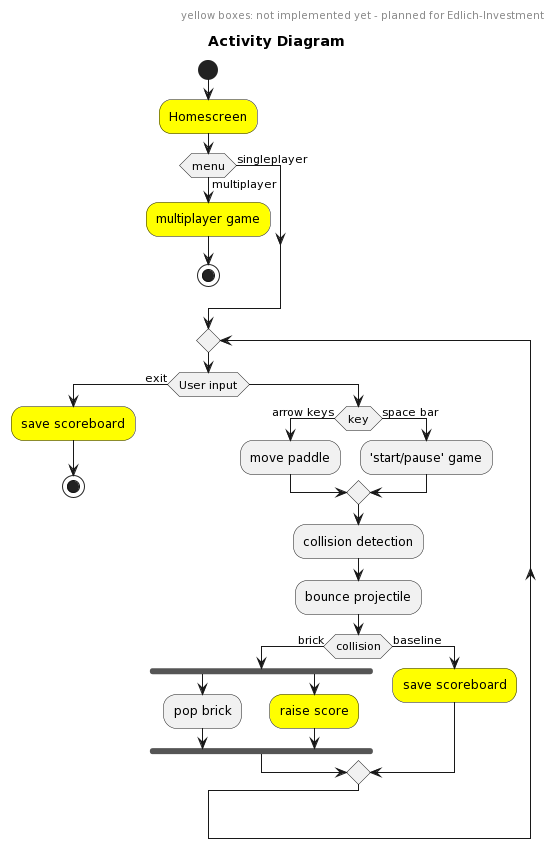 yellow boxes: not implemented yet - planned for Edlich-Investment
Activity Diagram
Homescreen
menu
singleplayer
multiplayer
multiplayer game
User input
exit
save scoreboard
key
arrow keys
space bar
move paddle
'start/pause' game
collision detection
bounce projectile
collision
brick
baseline
pop brick
raise score
save scoreboard